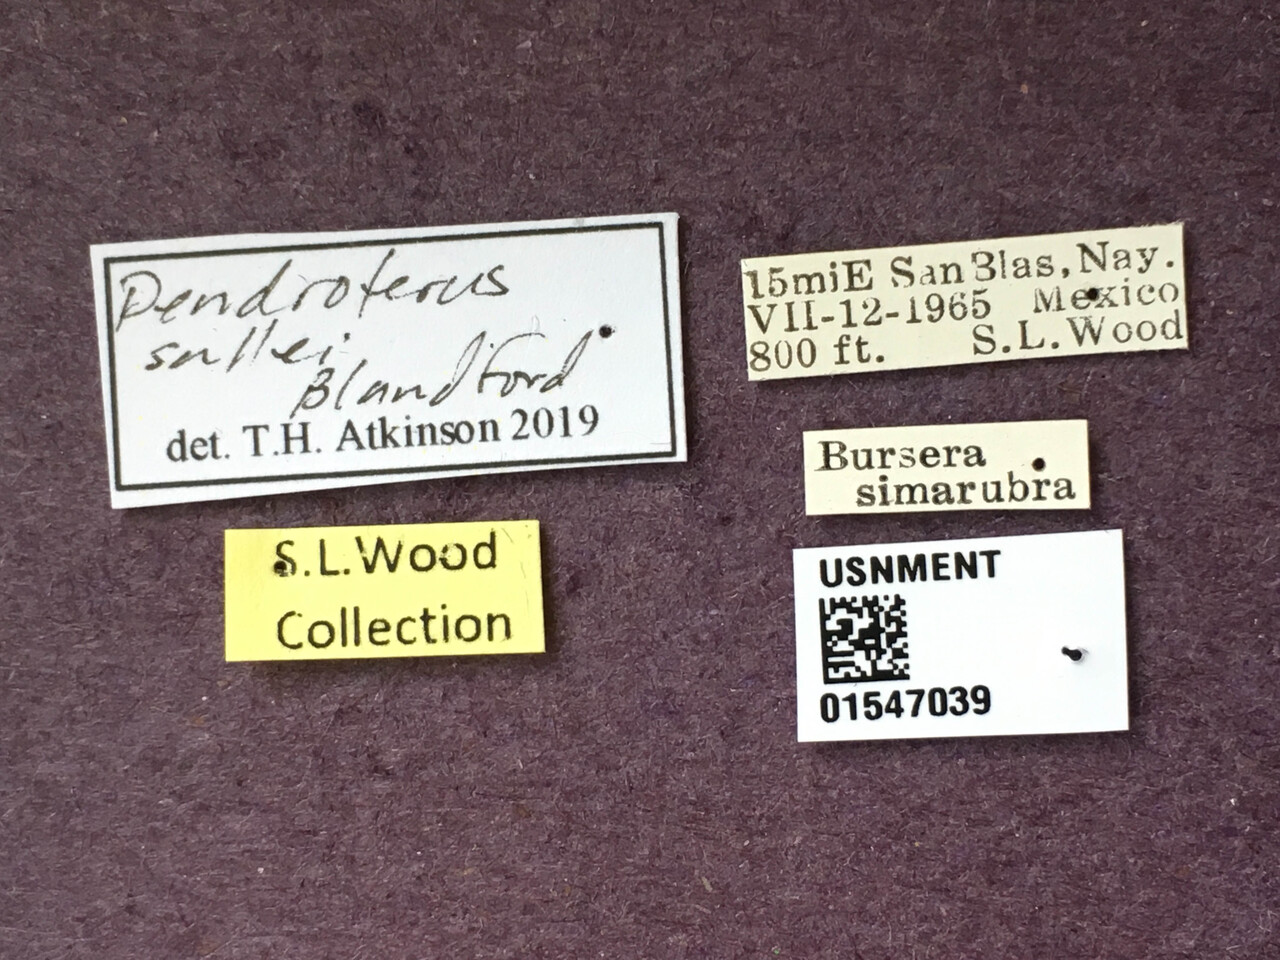 Dendroterus
sallei
Blandford
det. T.H. Atkinson 2019
S.L.Wood
Collection
15miE San Blas, Nay.
VII-12-1965 Mexico
800 ft. S.L.Wood
Bursera
simarubra
USNMENT
01547039